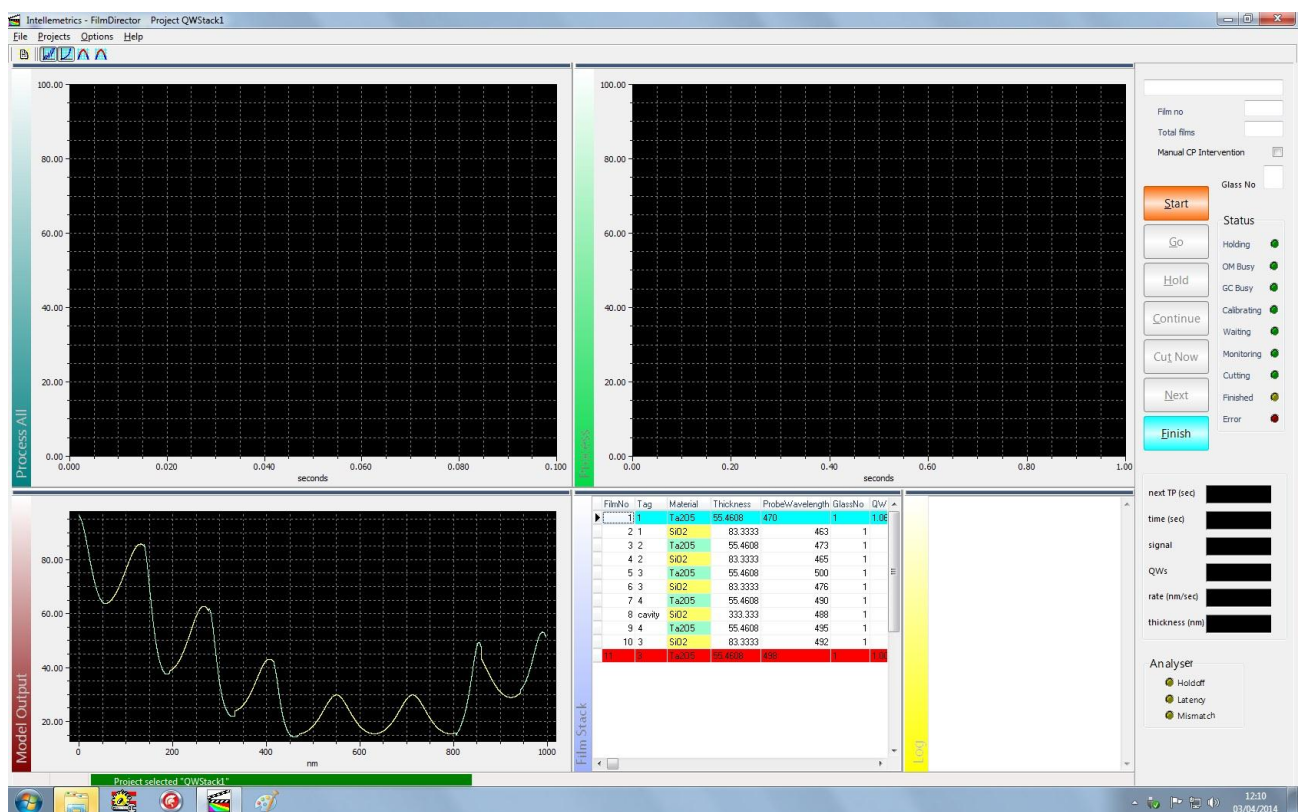 Intellemetrics - FilmDirector Project QWStack1
File Projects Options Help
Process All
100.00
80.00
60.00
40.00
20.00
0.00
0.000 0.020 0.040 0.060 0.080 0.100
seconds
Process
100.00
80.00
60.00
40.00
20.00
0.00
0.00 0.20 0.40 0.60 0.80 1.00
seconds
Film no
Total films
Manual CP Intervention
Glass No
Start
Go
Hold
Continue
Cut Now
Next
Finish
Status
Holding
OM Busy
GC Busy
Calibrating
Waiting
Monitoring
Cutting
Finished
Error
Model Output
80.00
60.00
40.00
20.00
0 200 400 600 800 1000
nm
Film Stack
FilmNo Tag Material Thickness ProbeWavelength GlassNo QW
1 1 Ta2O5 55.4608 470 1 1.06
2 1 SiO2 83.3333 463 1
3 2 Ta2O5 55.4608 473 1
4 2 SiO2 83.3333 465 1
5 3 Ta2O5 55.4608 500 1
6 3 SiO2 83.3333 476 1
7 4 Ta2O5 55.4608 490 1
8 cavity SiO2 333.333 488 1
9 4 Ta2O5 55.4608 495 1
10 3 SiO2 83.3333 492 1
11 3 Ta2O5 55.4608 498 1
Log
next TP (sec)
time (sec)
signal
QWs
rate (nm/sec)
thickness (nm)
Analyser
Holdoff
Latency
Mismatch
Project selected "QWStack1"
12:10
03/04/2014